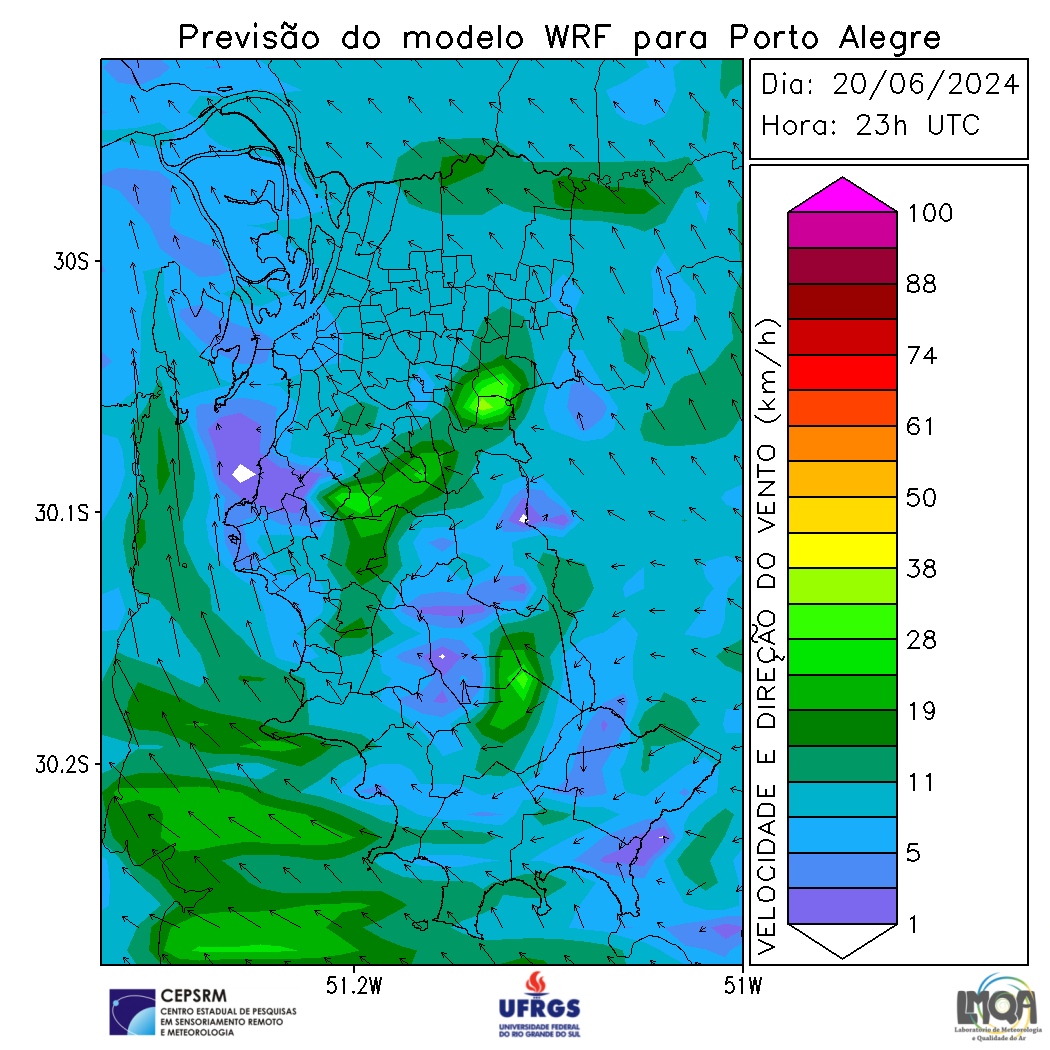 Previsão do modelo WRF para Porto Alegre
Dia: 20/06/2024
Hora: 23h UTC
30S
30.1S
30.2S
51.2W
51W
VELOCIDADE E DIREÇÃO DO VENTO (km/h)
100
88
74
61
50
38
28
19
11
5
1
CEPSRM
CENTRO ESTADUAL DE PESQUISAS
EM SENSORIAMENTO REMOTO
E METEOROLOGIA
UFRGS
UNIVERSIDADE FEDERAL
DO RIO GRANDE DO SUL
LMQA
Laboratório de Meteorologia
e Qualidade do Ar